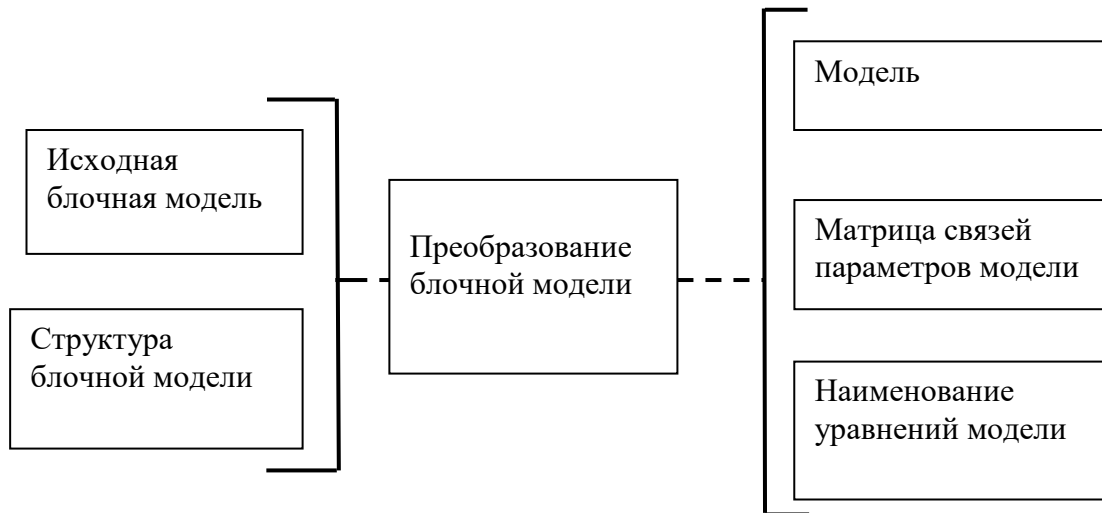 Исходная
блочная модель
Структура
блочной модели
Преобразование
блочной модели
Модель
Матрица связей
параметров модели
Наименование
уравнений модели